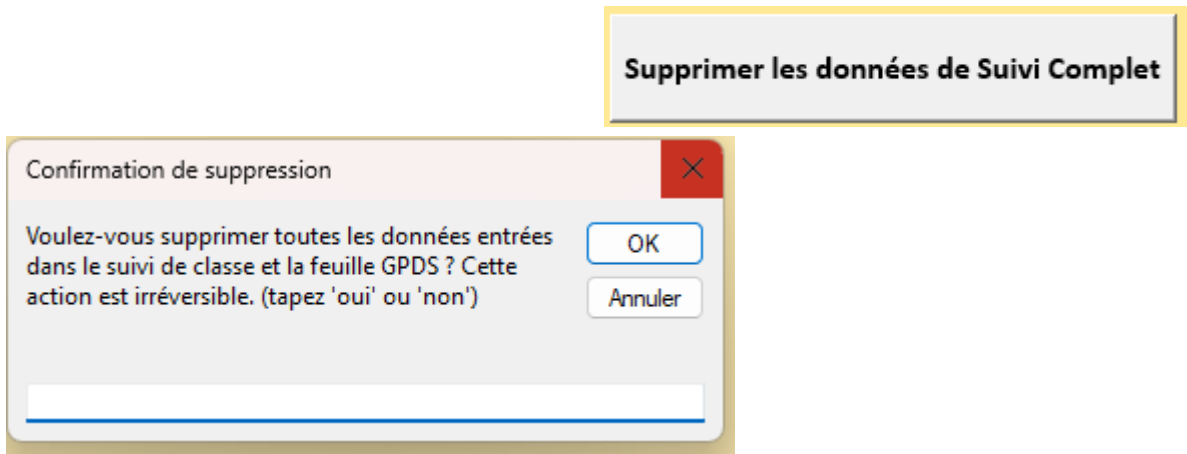 Supprimer les données de Suivi Complet
Confirmation de suppression
Voulez-vous supprimer toutes les données entrées
dans le suivi de classe et la feuille GPDS ? Cette
action est irréversible. (tapez 'oui' ou 'non')
OK
Annuler